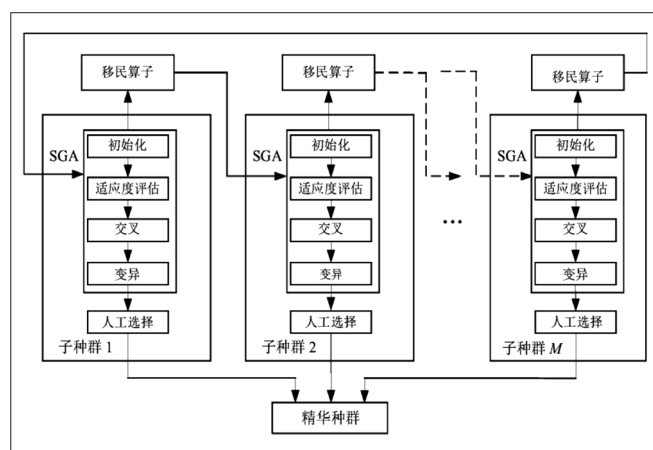 移民算子
移民算子
移民算子
SGA
初始化
适应度评估
交叉
变异
人工选择
子种群 1
SGA
初始化
适应度评估
交叉
变异
人工选择
子种群 2
...
SGA
初始化
适应度评估
交叉
变异
人工选择
子种群 M
精华种群